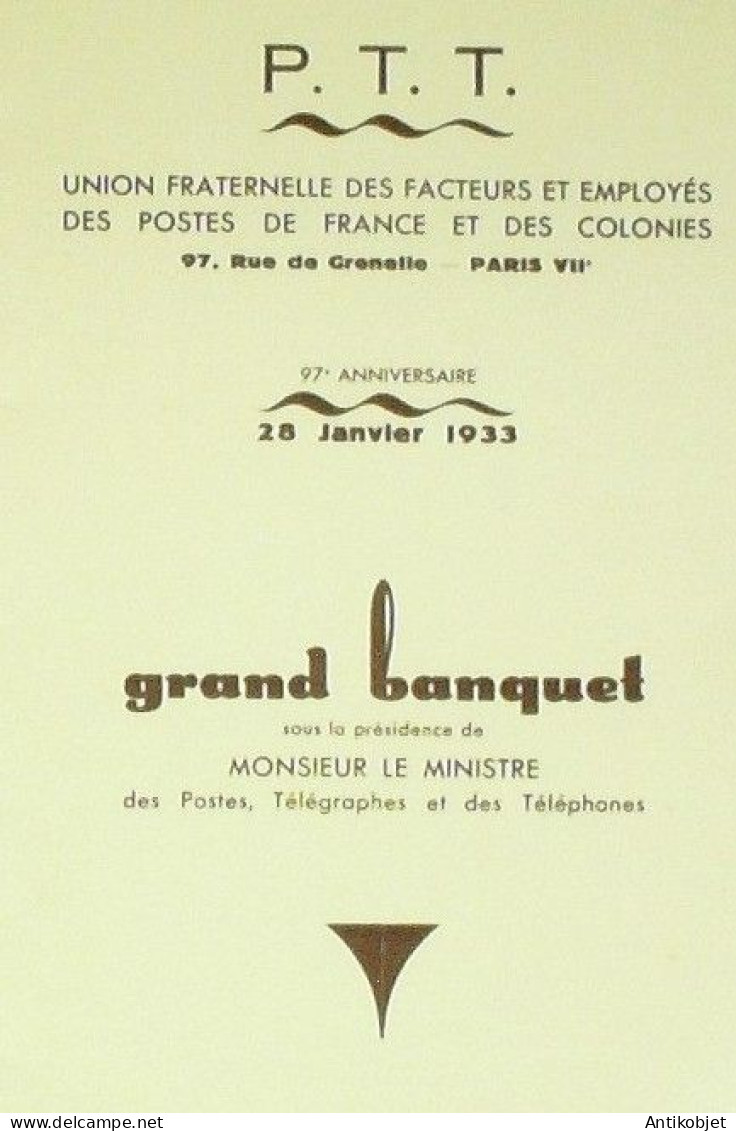 P. T. T.
UNION FRATERNELLE DES FACTEURS ET EMPLOYÉS
DES POSTES DE FRANCE ET DES COLONIES
97. Rue de Grenelle — PARIS VIIe
97e ANNIVERSAIRE
28 Janvier 1933
grand banquet
sous la présidence de
MONSIEUR LE MINISTRE
des Postes, Télégraphes et des Téléphones
delcampe.net
Antikobjet